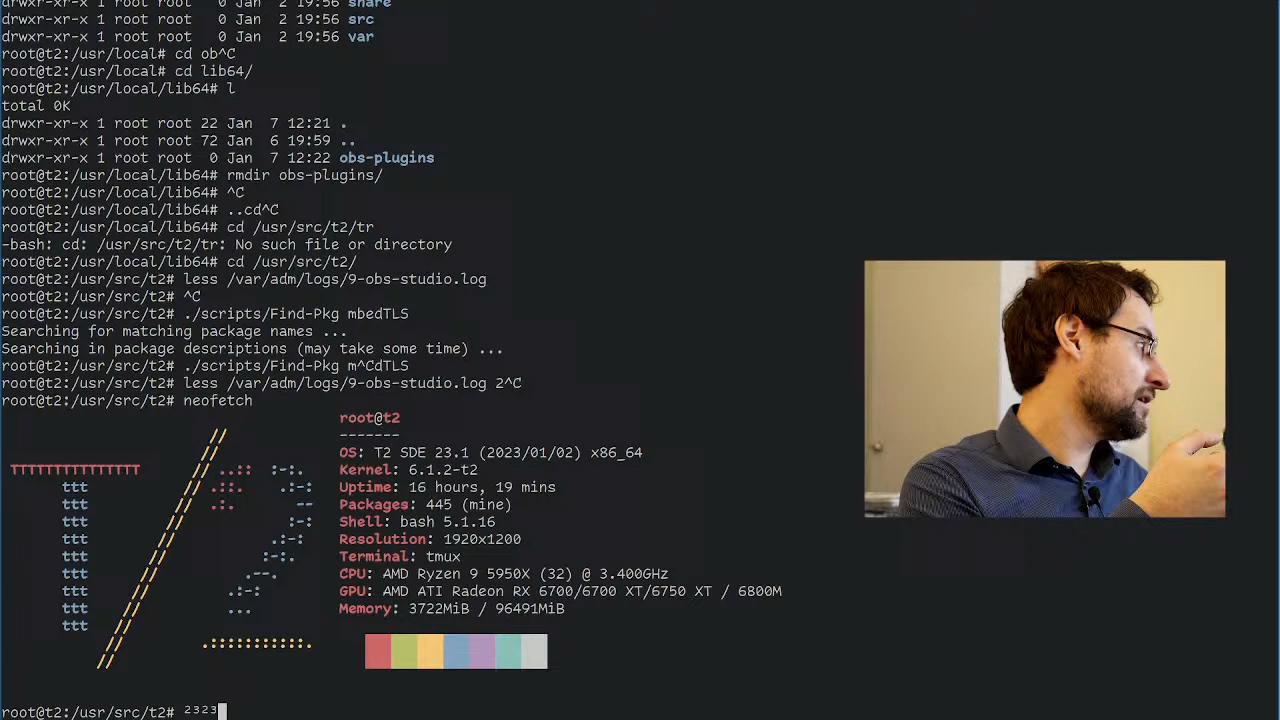 drwxr-xr-x 1 root root   0 Jan  2 19:56 share
drwxr-xr-x 1 root root   0 Jan  2 19:56 src
drwxr-xr-x 1 root root   0 Jan  2 19:56 var
root@t2:/usr/local# cd ob^C
root@t2:/usr/local# cd lib64/
root@t2:/usr/local/lib64# l
total 0K
drwxr-xr-x 1 root root 22 Jan  7 12:21 .
drwxr-xr-x 1 root root 72 Jan  6 19:59 ..
drwxr-xr-x 1 root root  0 Jan  7 12:22 obs-plugins
root@t2:/usr/local/lib64# rmdir obs-plugins/
root@t2:/usr/local/lib64# ^C
root@t2:/usr/local/lib64# ..cd^C
root@t2:/usr/local/lib64# cd /usr/src/t2/tr
-bash: cd: /usr/src/t2/tr: No such file or directory
root@t2:/usr/local/lib64# cd /usr/src/t2/
root@t2:/usr/src/t2# less /var/adm/logs/9-obs-studio.log
root@t2:/usr/src/t2# ^C
root@t2:/usr/src/t2# ./scripts/Find-Pkg mbedTLS
Searching for matching package names ...
Searching in package descriptions (may take some time) ...
root@t2:/usr/src/t2# ./scripts/Find-Pkg m^CdTLS
root@t2:/usr/src/t2# less /var/adm/logs/9-obs-studio.log 2^C
root@t2:/usr/src/t2# neofetch
root@t2
-------
OS: T2 SDE 23.1 (2023/01/02) x86_64
TTTTTTTTTTTTTTT Kernel: 6.1.2-t2
ttt Uptime: 16 hours, 19 mins
ttt Packages: 445 (mine)
ttt Shell: bash 5.1.16
ttt Resolution: 1920x1200
ttt Terminal: tmux
ttt CPU: AMD Ryzen 9 5950X (32) @ 3.400GHz
ttt GPU: AMD ATI Radeon RX 6700/6700 XT/6750 XT / 6800M
ttt Memory: 3722MiB / 96491MiB
ttt
root@t2:/usr/src/t2# ²³²³